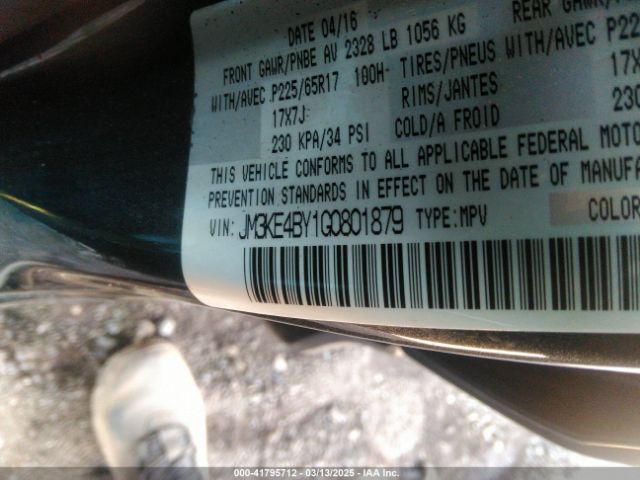 DATE 04/16
FRONT GAWR/PNBE AV 2328 LB 1056 KG REAR
WITH/AVEC P225/65R17 100H TIRES/PNEUS WITH/AVEC P22
17X7J RIMS/JANTES 17X
230 KPA/34 PSI COLD/A FROID 230
THIS VEHICLE CONFORMS TO ALL APPLICABLE FEDERAL MOTO
PREVENTION STANDARDS IN EFFECT ON THE DATE OF MANUFA
VIN: JM3KE4BY1G0801879 TYPE:MPV COLOR
000-41795712 - 03/13/2025 - IAA Inc.